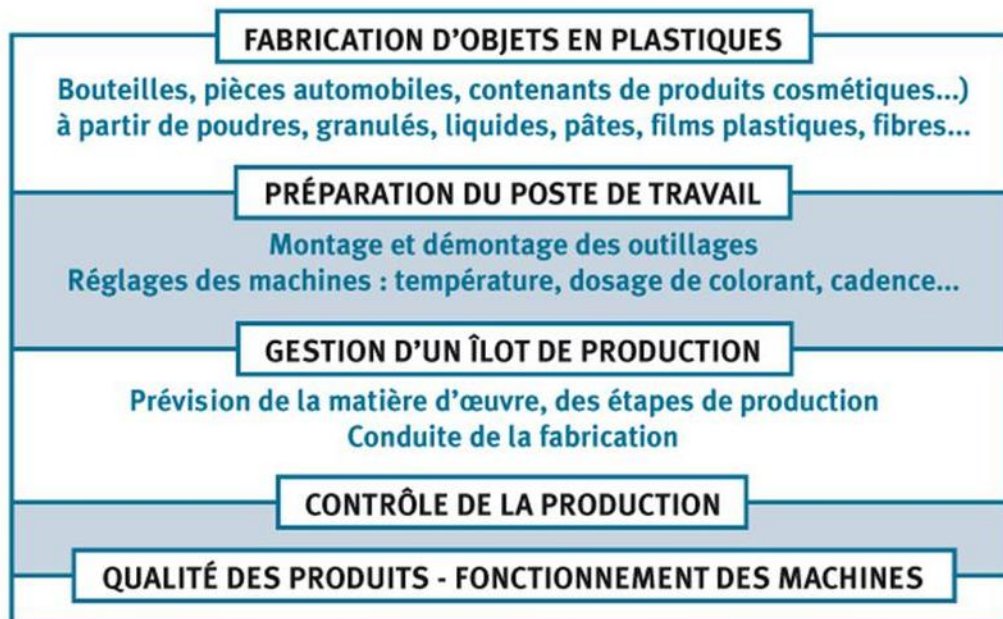 FABRICATION D'OBJETS EN PLASTIQUES
Bouteilles, pièces automobiles, contenants de produits cosmétiques...)
à partir de poudres, granulés, liquides, pâtes, films plastiques, fibres...
PRÉPARATION DU POSTE DE TRAVAIL
Montage et démontage des outillages
Réglages des machines : température, dosage de colorant, cadence...
GESTION D'UN ÎLOT DE PRODUCTION
Prévision de la matière d'œuvre, des étapes de production
Conduite de la fabrication
CONTRÔLE DE LA PRODUCTION
QUALITÉ DES PRODUITS - FONCTIONNEMENT DES MACHINES